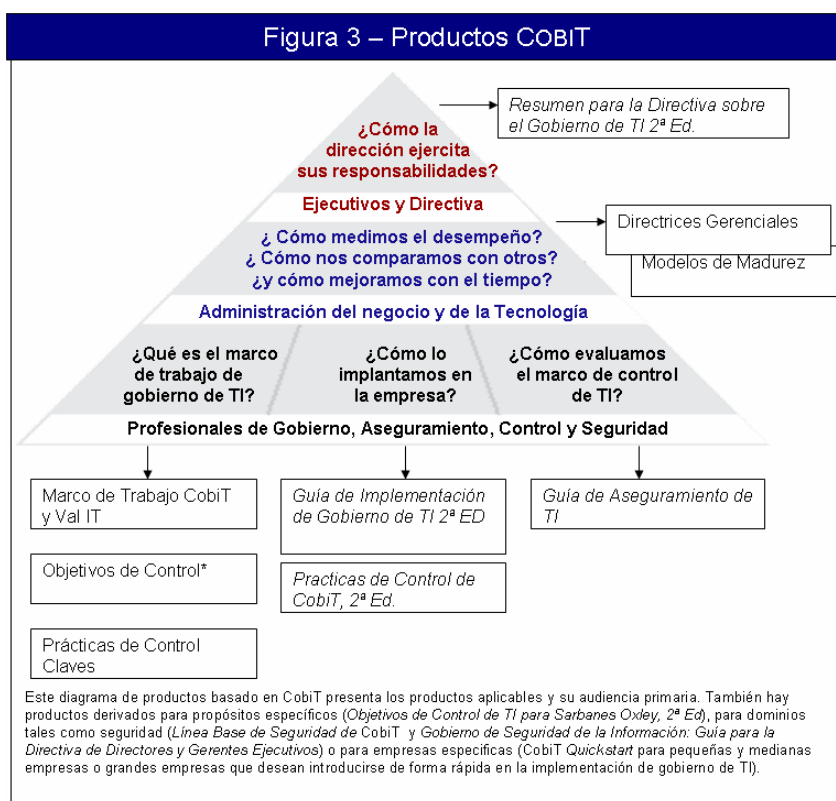 Figura 3 – Productos COBIT
Resumen para la Directiva sobre
el Gobierno de TI 2ª Ed.
¿Cómo la
dirección ejercita
sus responsabilidades?
Ejecutivos y Directiva
¿ Cómo medimos el desempeño?
¿ Cómo nos comparamos con otros?
¿y cómo mejoramos con el tiempo?
Directrices Gerenciales
Modelos de Madurez
Administración del negocio y de la Tecnología
¿Qué es el marco
de trabajo de
gobierno de TI?
¿Cómo lo
implantamos en
la empresa?
¿Cómo evaluamos
el marco de control
de TI?
Profesionales de Gobierno, Aseguramiento, Control y Seguridad
Marco de Trabajo CobiT
y Val IT
Objetivos de Control*
Prácticas de Control
Claves
Guía de Implementación
de Gobierno de TI 2ª ED
Practicas de Control de
CobiT, 2ª Ed.
Guía de Aseguramiento de
TI
Este diagrama de productos basado en CobiT presenta los productos aplicables y su audiencia primaria. También hay
productos derivados para propósitos específicos (Objetivos de Control de TI para Sarbanes Oxley, 2ª Ed), para dominios
tales como seguridad (Línea Base de Seguridad de CobiT y Gobierno de Seguridad de la Información: Guía para la
Directiva de Directores y Gerentes Ejecutivos) o para empresas especificas (CobiT Quickstart para pequeñas y medianas
empresas o grandes empresas que desean introducirse de forma rápida en la implementación de gobierno de TI).